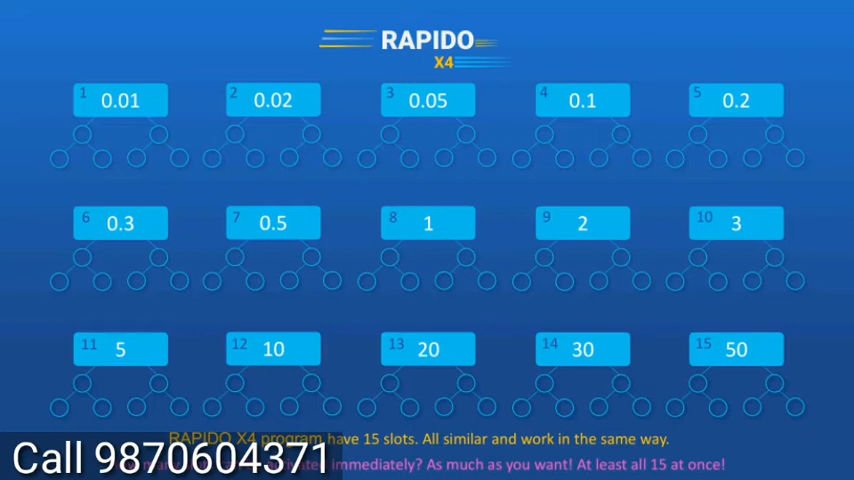 RAPIDO
X4
1 0.01 2 0.02 3 0.05 4 0.1 5 0.2
6 0.3 7 0.5 8 1 9 2 10 3
11 5 12 10 13 20 14 30 15 50
RAPIDO X4 program have 15 slots. All similar and work in the same way.
Call 9870604371
immediately? As much as you want! At least all 15 at once!